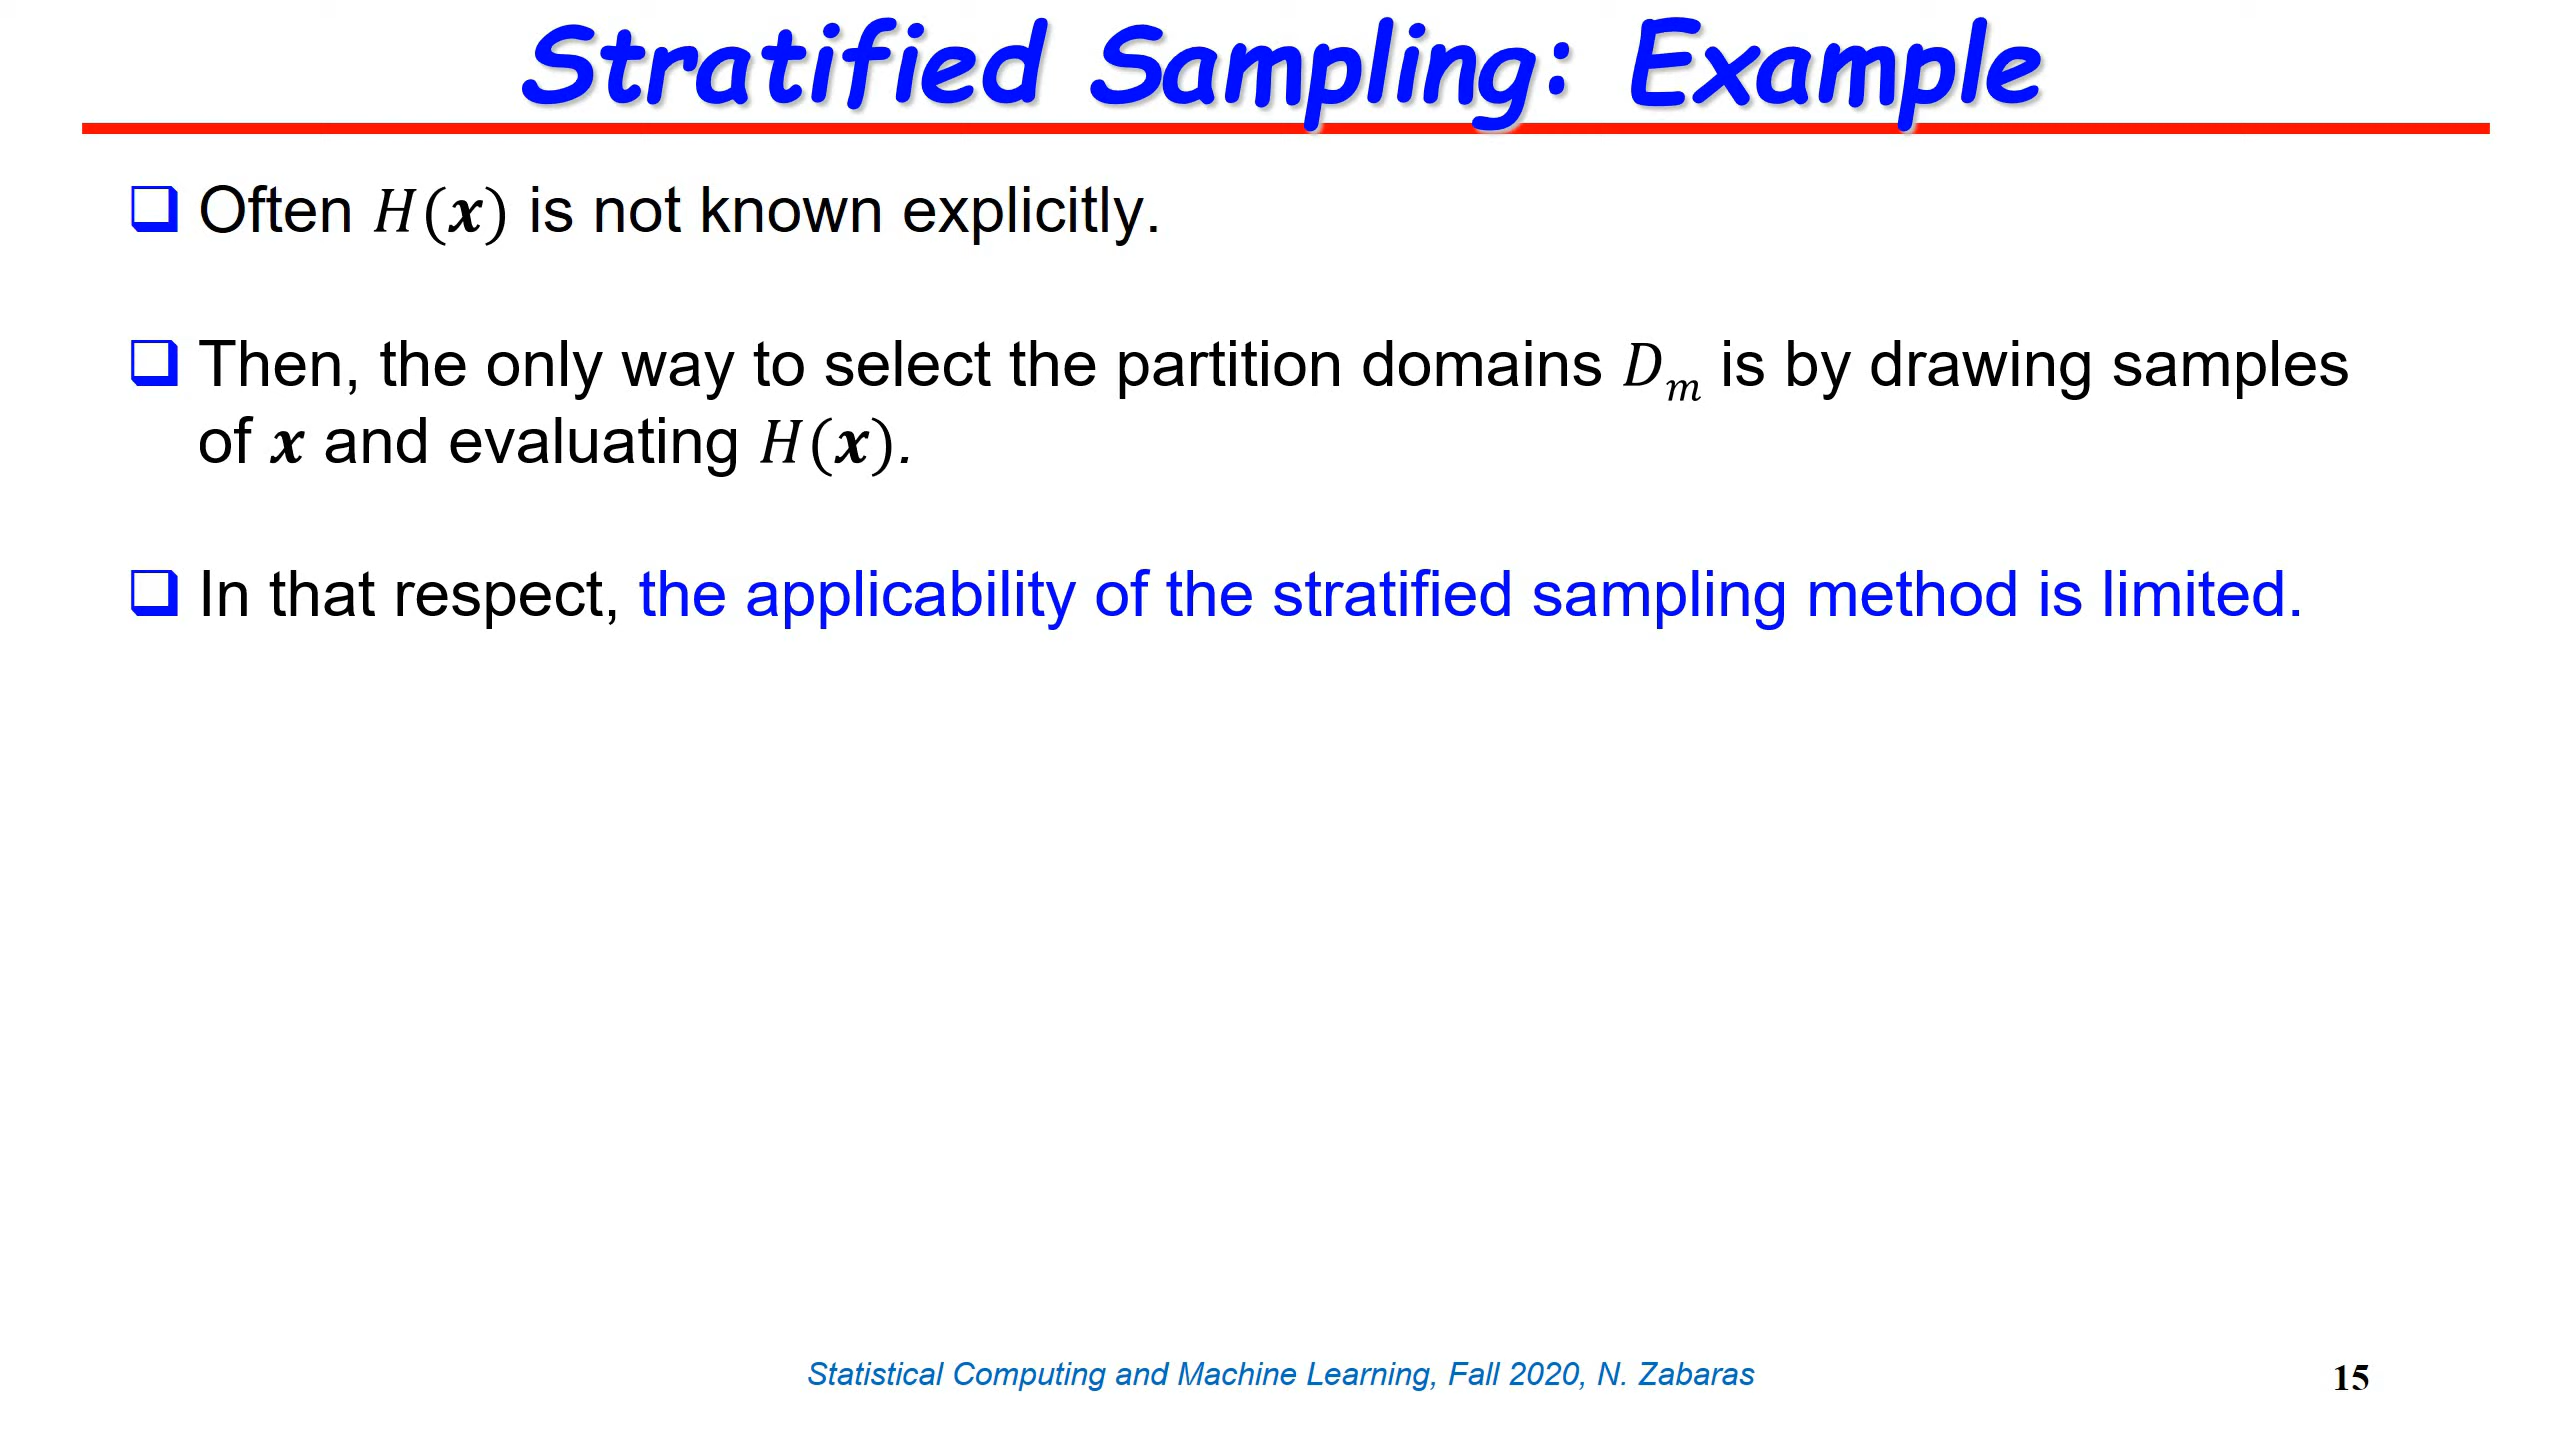 Stratified Sampling: Example
Often H(x) is not known explicitly.
Then, the only way to select the partition domains Dₘ is by drawing samples
of x and evaluating H(x).
In that respect, the applicability of the stratified sampling method is limited.
Statistical Computing and Machine Learning, Fall 2020, N. Zabaras
15